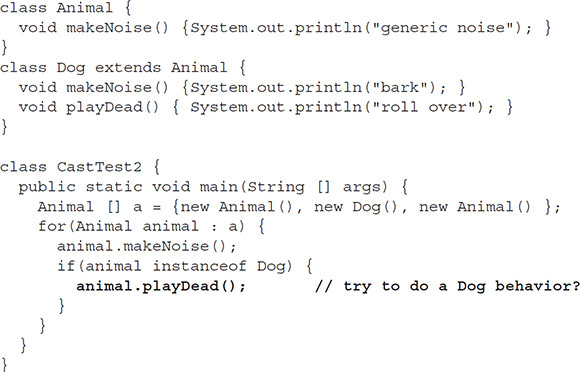 class Animal {
  void makeNoise() {System.out.println("generic noise"); }
}
class Dog extends Animal {
  void makeNoise() {System.out.println("bark"); }
  void playDead() { System.out.println("roll over"); }
}

class CastTest2 {
  public static void main(String [] args) {
    Animal [] a = {new Animal(), new Dog(), new Animal() };
    for(Animal animal : a) {
      animal.makeNoise();
      if(animal instanceof Dog) {
        animal.playDead();      // try to do a Dog behavior?
      }
    }
  }
}